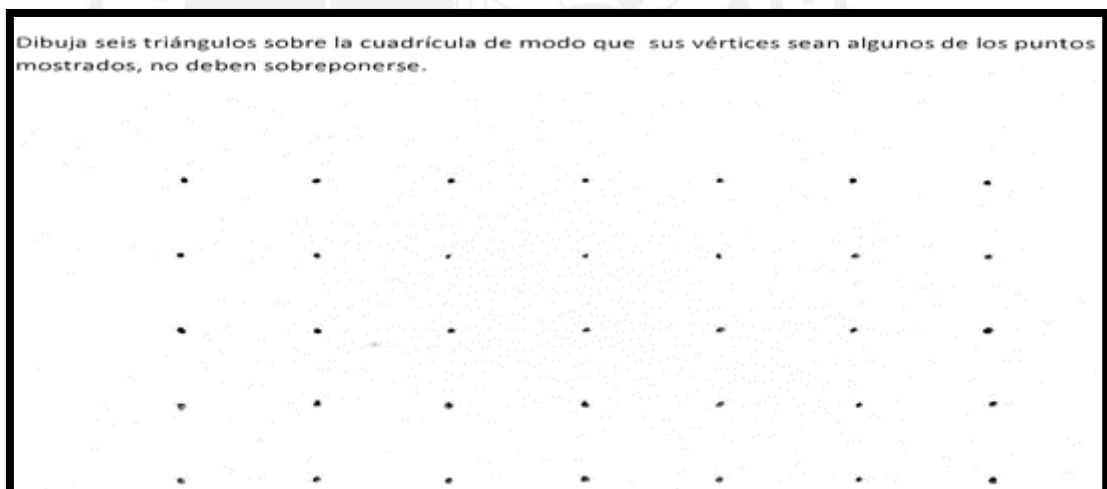 Dibuja seis triángulos sobre la cuadrícula de modo que sus vértices sean algunos de los puntos
mostrados, no deben sobreponerse.